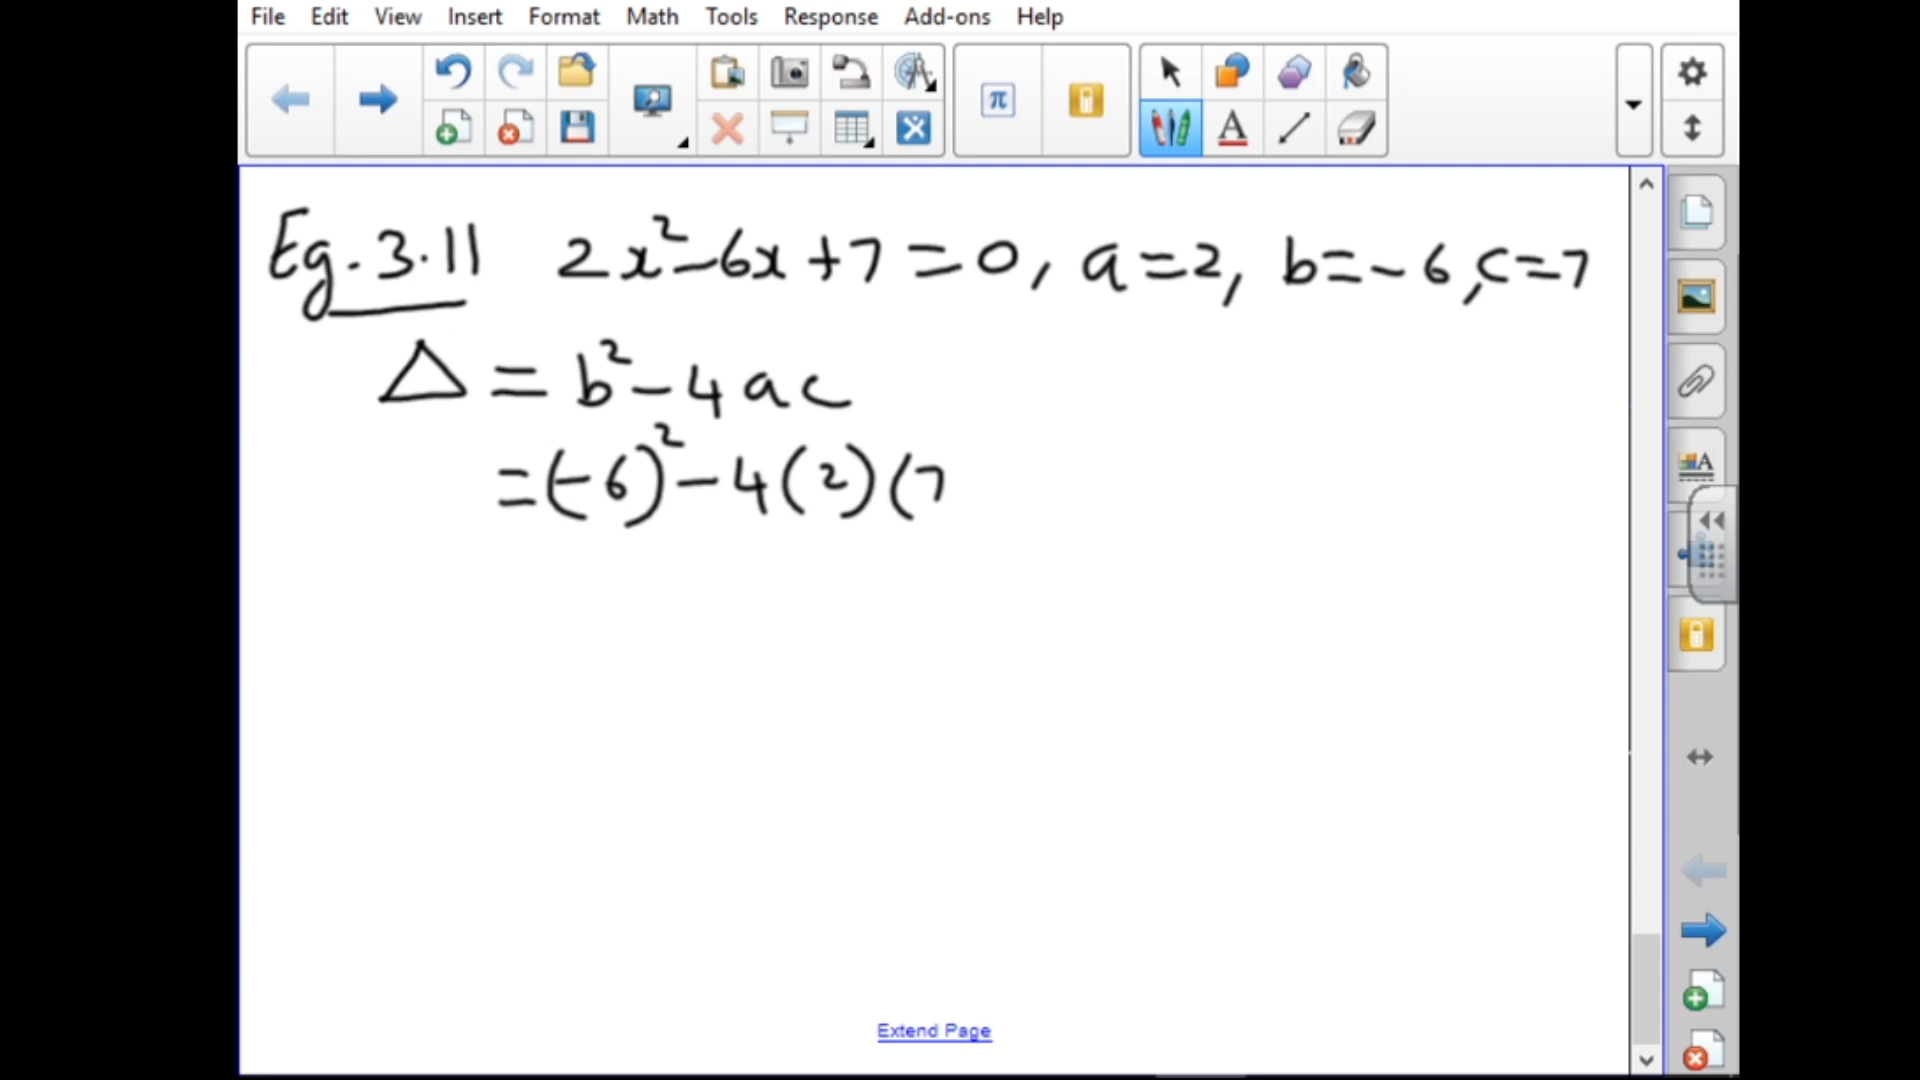 File Edit View Insert Format Math Tools Response Add-ons Help
Eg. 3.11 2x²-6x+7=0, a=2, b=-6, c=7
△ = b²-4ac
=(-6)²-4(2)(7
Extend Page